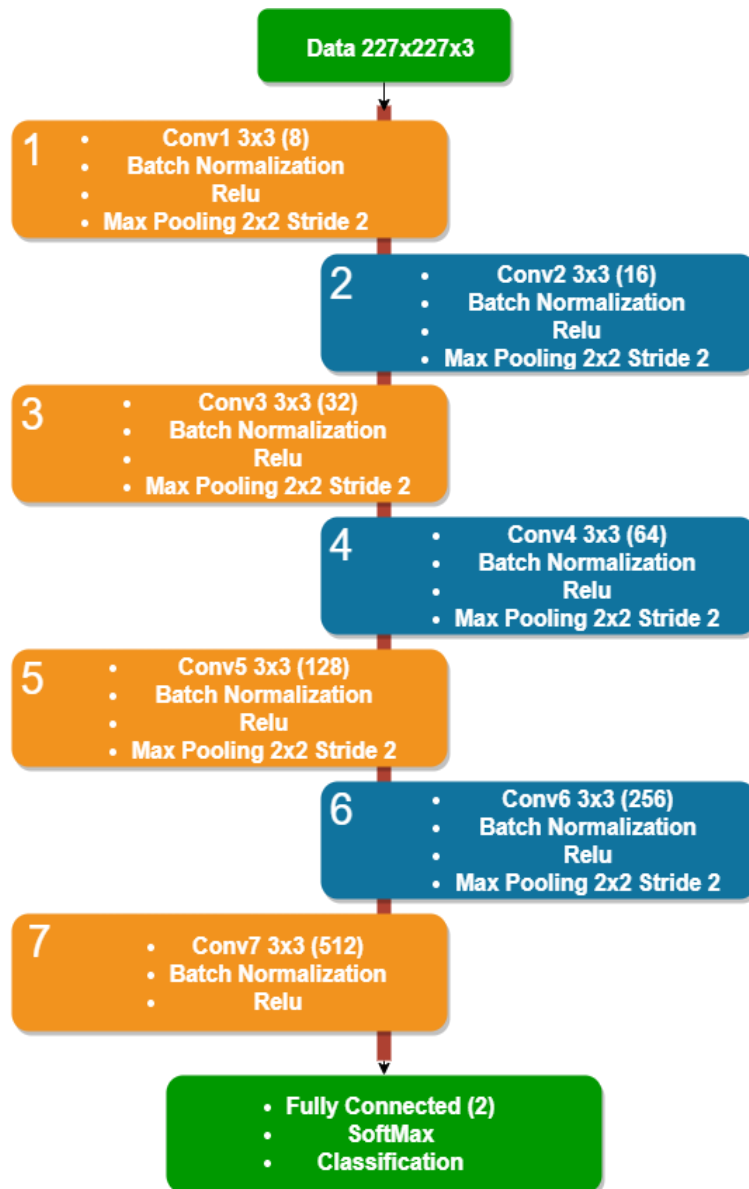 Data 227x227x3
1
• Conv1 3x3 (8)
• Batch Normalization
• Relu
• Max Pooling 2x2 Stride 2
2
• Conv2 3x3 (16)
• Batch Normalization
• Relu
• Max Pooling 2x2 Stride 2
3
• Conv3 3x3 (32)
• Batch Normalization
• Relu
• Max Pooling 2x2 Stride 2
4
• Conv4 3x3 (64)
• Batch Normalization
• Relu
• Max Pooling 2x2 Stride 2
5
• Conv5 3x3 (128)
• Batch Normalization
• Relu
• Max Pooling 2x2 Stride 2
6
• Conv6 3x3 (256)
• Batch Normalization
• Relu
• Max Pooling 2x2 Stride 2
7
• Conv7 3x3 (512)
• Batch Normalization
• Relu
• Fully Connected (2)
• SoftMax
• Classification